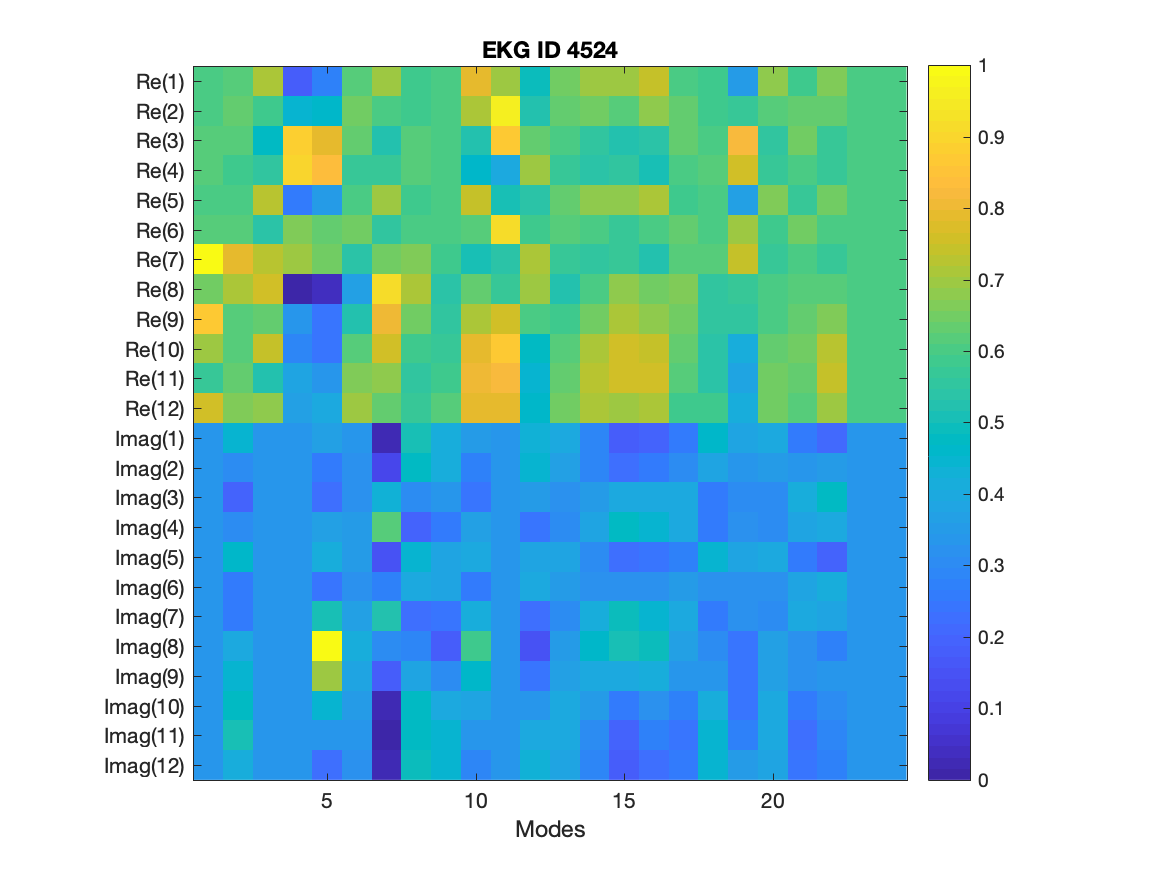 EKG ID 4524
Re(1)
Re(2)
Re(3)
Re(4)
Re(5)
Re(6)
Re(7)
Re(8)
Re(9)
Re(10)
Re(11)
Re(12)
Imag(1)
Imag(2)
Imag(3)
Imag(4)
Imag(5)
Imag(6)
Imag(7)
Imag(8)
Imag(9)
Imag(10)
Imag(11)
Imag(12)
5 10 15 20
Modes
1
0.9
0.8
0.7
0.6
0.5
0.4
0.3
0.2
0.1
0